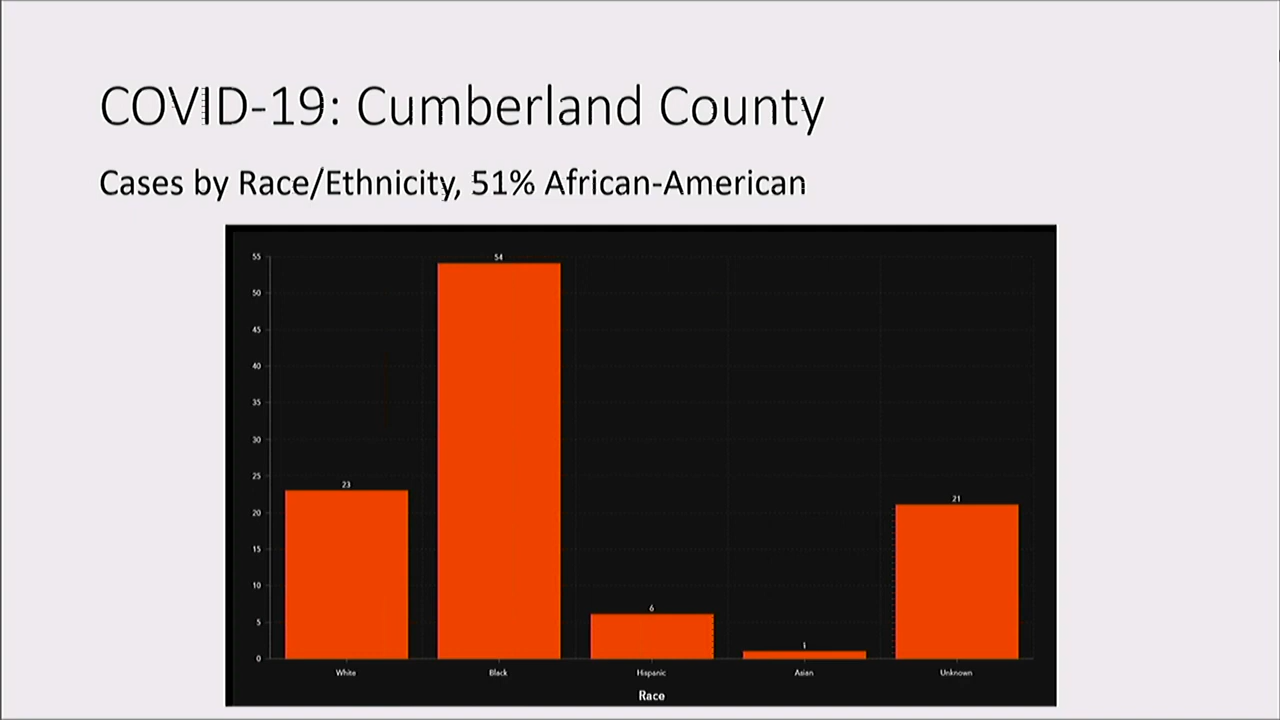 COVID-19: Cumberland County
Cases by Race/Ethnicity, 51% African-American
55
50
45
40
35
30
25
20
15
10
5
0
23
54
6
1
21
White
Black
Hispanic
Asian
Unknown
Race